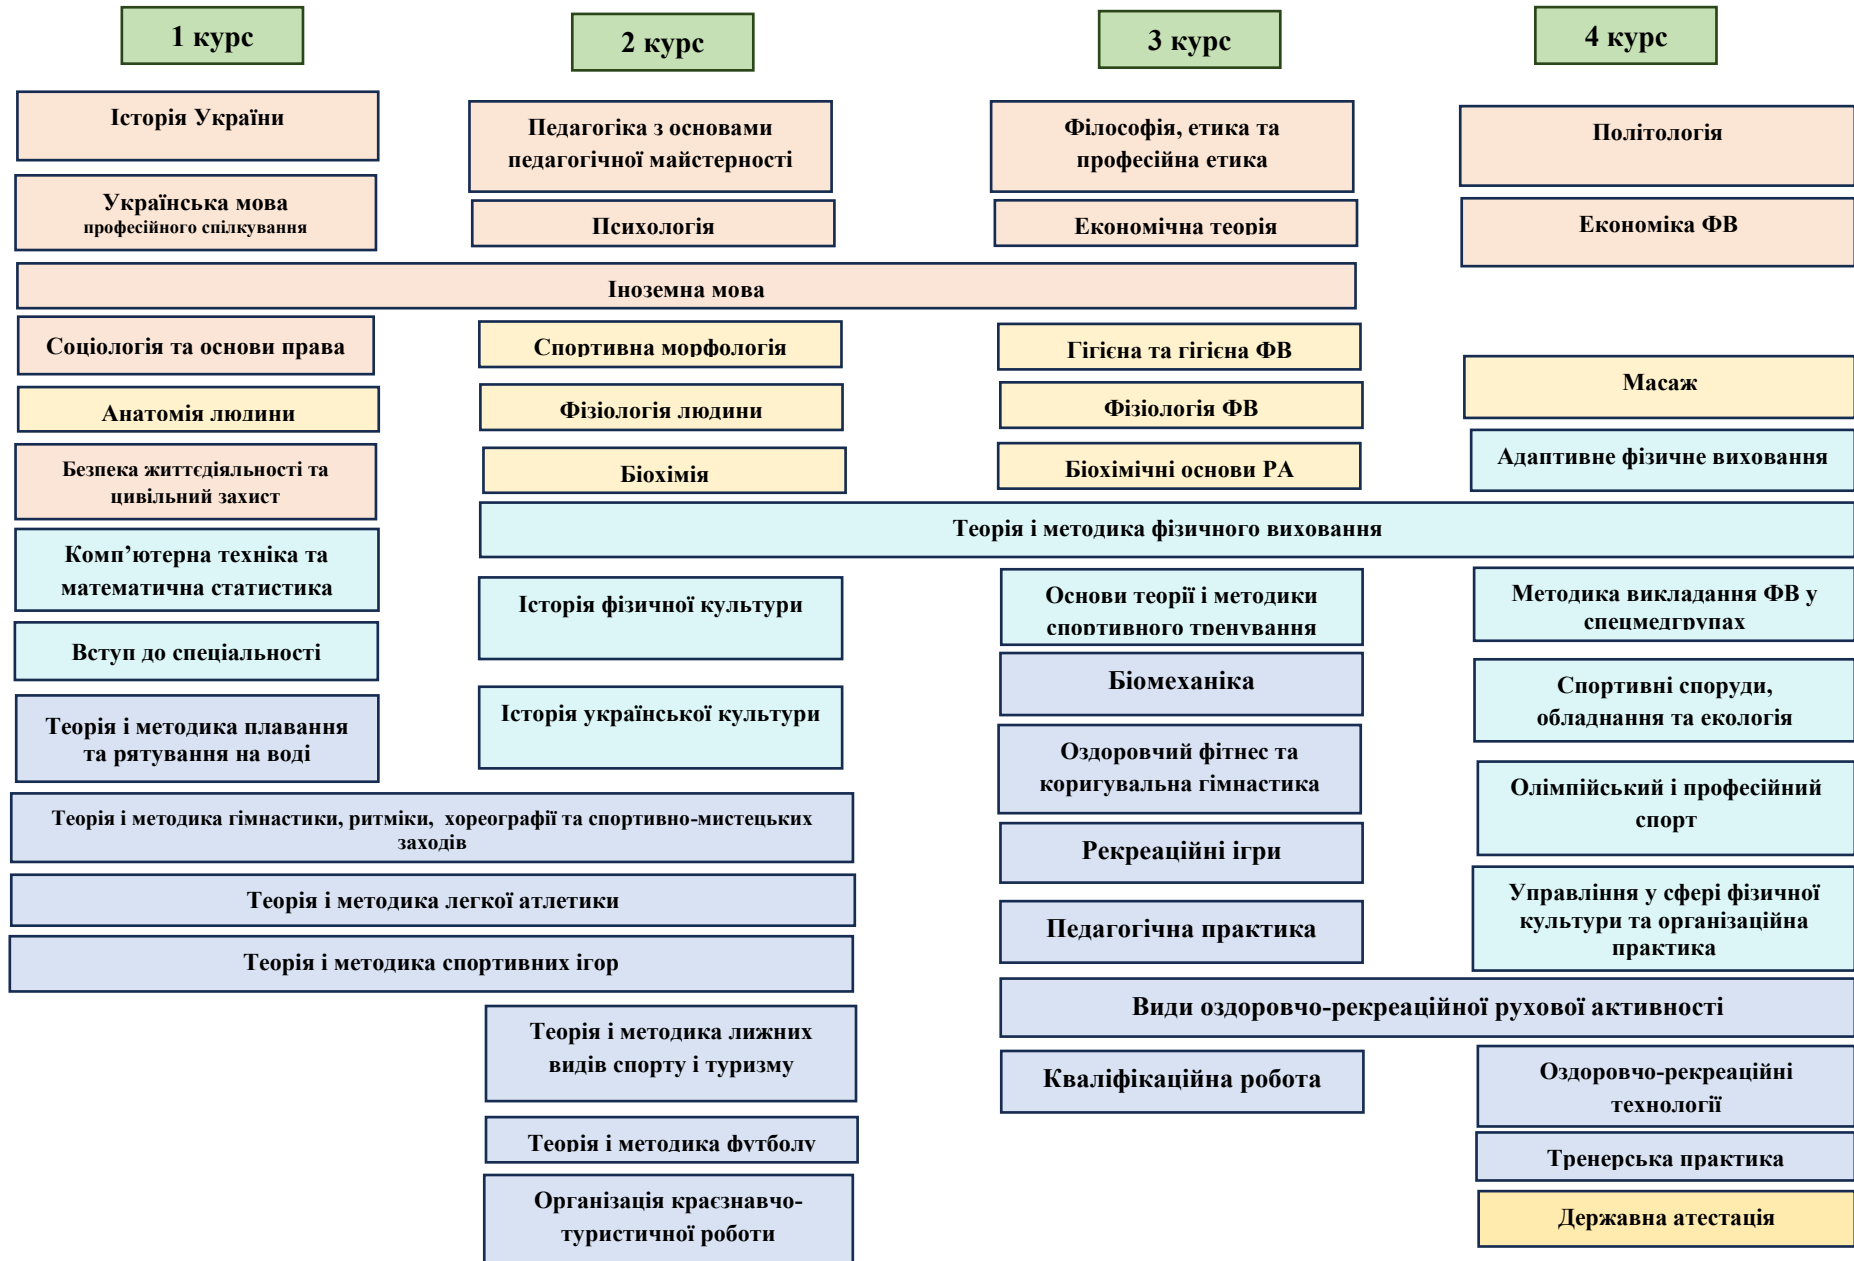 1 курс
2 курс
3 курс
4 курс
Історія України
Педагогіка з основами
педагогічної майстерності
Філософія, етика та
професійна етика
Політологія
Українська мова
професійного спілкування
Психологія
Економічна теорія
Економіка ФВ
Іноземна мова
Соціологія та основи права
Спортивна морфологія
Гігієна та гігієна ФВ
Масаж
Анатомія людини
Фізіологія людини
Фізіологія ФВ
Адаптивне фізичне виховання
Безпека життєдіяльності та
цивільний захист
Біохімія
Біохімічні основи РА
Теорія і методика фізичного виховання
Комп’ютерна техніка та
математична статистика
Історія фізичної культури
Основи теорії і методики
спортивного тренування
Методика викладання ФВ у
спецмедгрупах
Вступ до спеціальності
Історія української культури
Біомеханіка
Спортивні споруди,
обладнання та екологія
Теорія і методика плавання
та рятування на воді
Оздоровчий фітнес та
коригувальна гімнастика
Олімпійський і професійний
спорт
Теорія і методика гімнастики, ритміки, хореографії та спортивно-мистецьких
заходів
Рекреаційні ігри
Теорія і методика легкої атлетики
Педагогічна практика
Управління у сфері фізичної
культури та організаційна
практика
Теорія і методика спортивних ігор
Види оздоровчо-рекреаційної рухової активності
Теорія і методика лижних
видів спорту і туризму
Кваліфікаційна робота
Оздоровчо-рекреаційні
технології
Теорія і методика футболу
Тренерська практика
Організація краєзнавчо-
туристичної роботи
Державна атестація